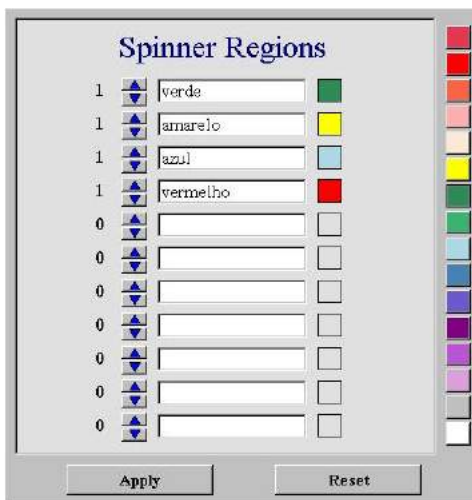 Spinner Regions
1 verde
1 amarelo
1 azul
1 vermelho
0
0
0
0
0
0
0
Apply Reset